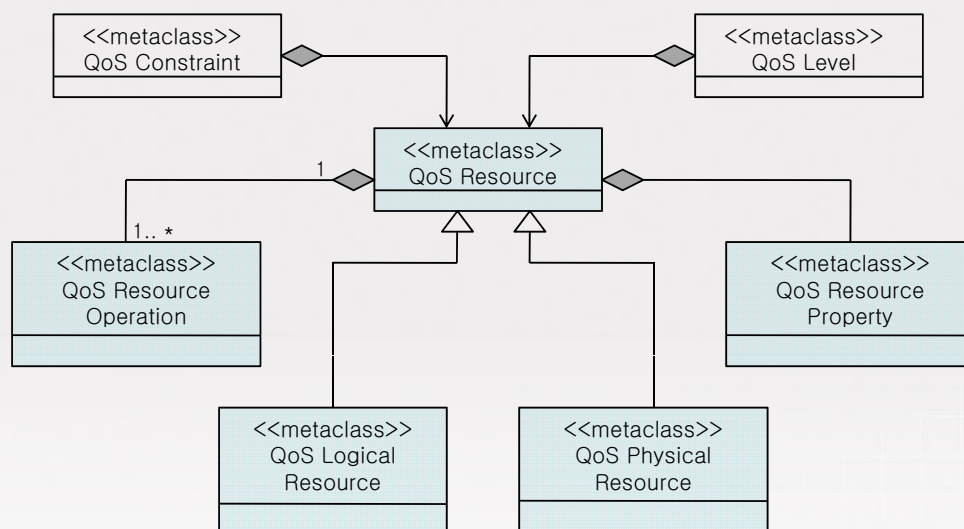 <<metaclass>>
QoS Constraint
<<metaclass>>
QoS Level
<<metaclass>>
QoS Resource
1
1.. *
<<metaclass>>
QoS Resource
Operation
<<metaclass>>
QoS Resource
Property
<<metaclass>>
QoS Logical
Resource
<<metaclass>>
QoS Physical
Resource